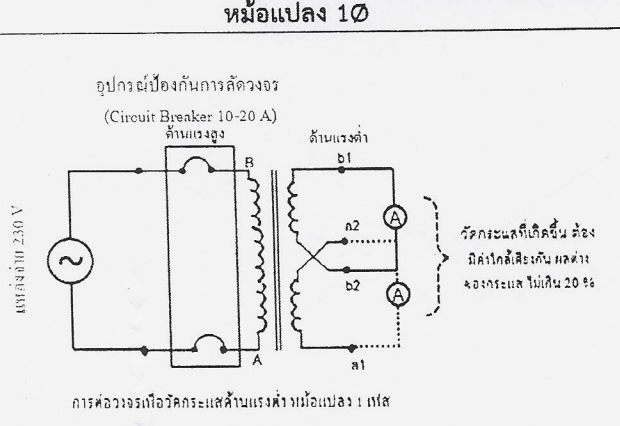 หม้อแปลง 1Ø
อุปกรณ์ป้องกันการลัดวงจร
(Circuit Breaker 10-20 A)
ด้านแรงสูง
ด้านแรงต่ำ
B
b1
A
a2
แหล่งจ่าย 230 V
~
วัดกระแสที่เกิดขึ้น ต้อง
มีค่าใกล้เคียงกัน ผลต่าง
ของกระแส ไม่เกิน 20 %
b2
A
A
a1
การต่อวงจรเพื่อวัดกระแสด้านแรงต่ำ หม้อแปลง 1 เฟส